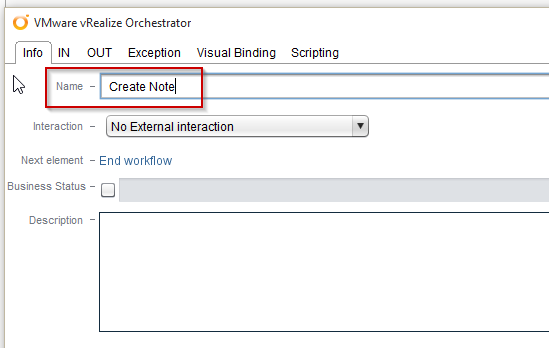 VMware vRealize Orchestrator
Info IN OUT Exception Visual Binding Scripting
Name Create Note
Interaction No External interaction
Next element End workflow
Business Status
Description